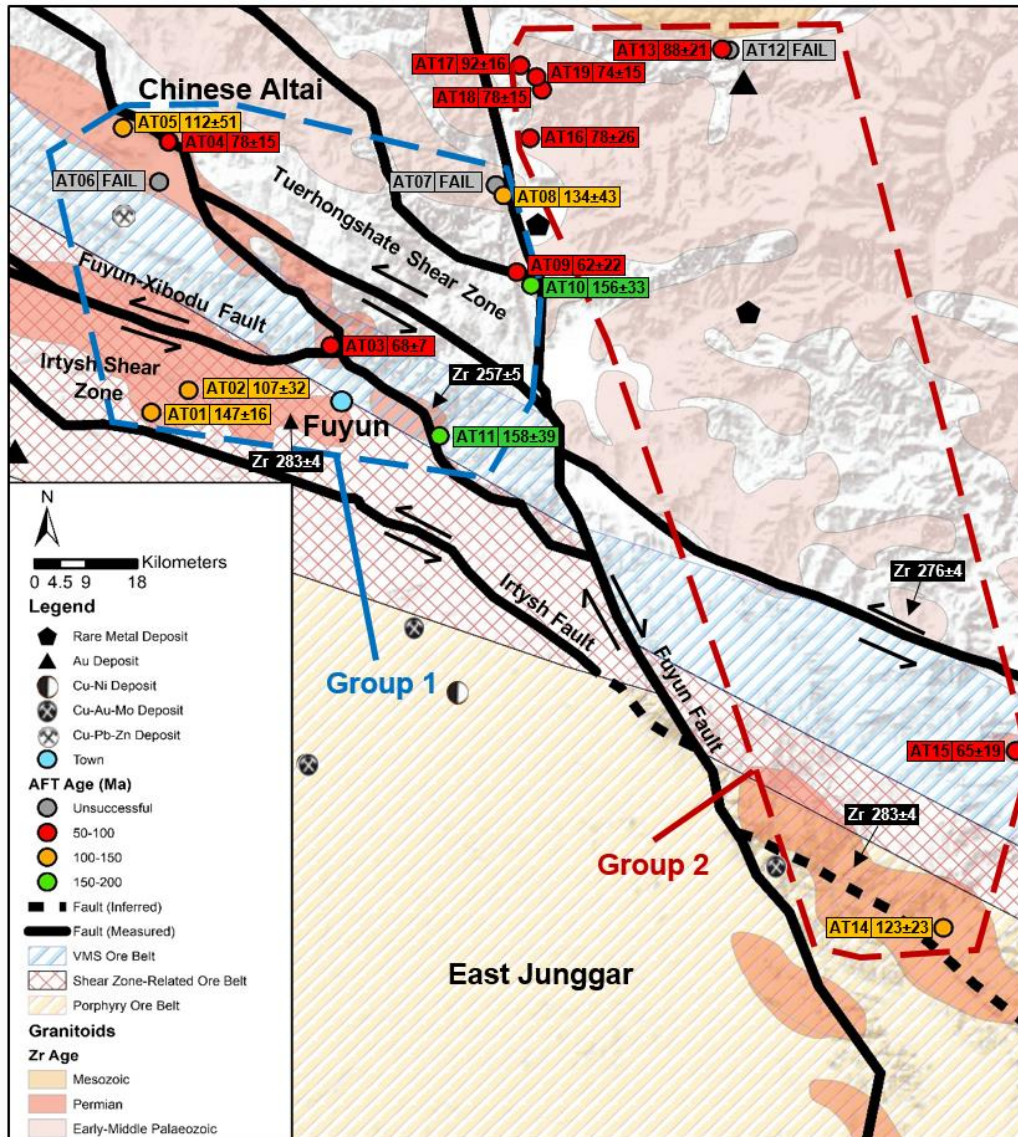 AT17 92±16
AT13 88±21
AT12 FAIL
AT19 74±15
AT18 78±15
Chinese Altai
AT05 112±51
AT04 78±15
AT16 78±26
AT06 FAIL
AT07 FAIL
AT08 134±43
Tuerhongshate Shear Zone
AT09 62±22
AT10 156±33
Fuyun-Xibodu Fault
AT03 68±7
Irtysh Shear
Zone
Zr 257±5
AT02 107±32
AT01 147±16
Fuyun
AT11 158±39
Zr 283±4
N
Kilometers
0 4.5 9 18
Irtysh Fault
Zr 276±4
Group 1
Fuyun Fault
AT15 65±19
Zr 283±4
Group 2
AT14 123±23
East Junggar
Legend
Rare Metal Deposit
Au Deposit
Cu-Ni Deposit
Cu-Au-Mo Deposit
Cu-Pb-Zn Deposit
Town
AFT Age (Ma)
Unsuccessful
50-100
100-150
150-200
Fault (Inferred)
Fault (Measured)
VMS Ore Belt
Shear Zone-Related Ore Belt
Porphyry Ore Belt
Granitoids
Zr Age
Mesozoic
Permian
Early-Middle Palaeozoic